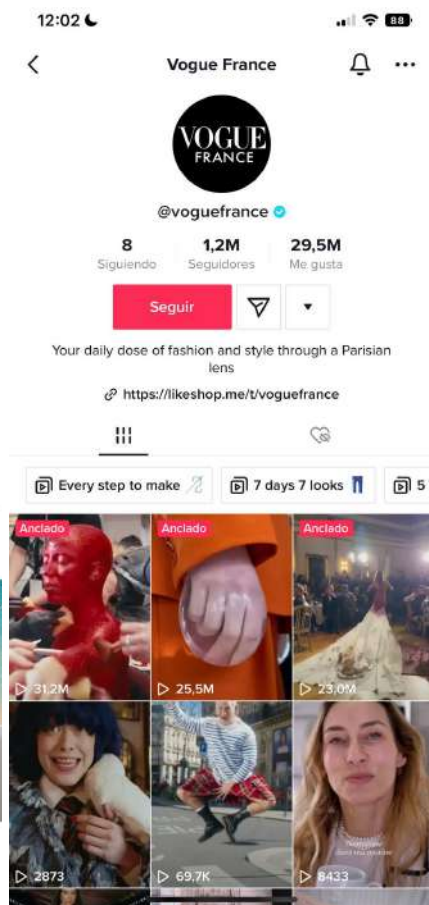 12:02
88
Vogue France
VOGUE
FRANCE
@voguefrance
8 1,2M 29,5M
Siguiendo Seguidores Me gusta
Seguir
Your daily dose of fashion and style through a Parisian
lens
https://likeshop.me/t/voguefrance
Every step to make 7 days 7 looks 5
Anclado Anclado Anclado
31,2M 25,5M 23,0M
2873 69,7K 8433